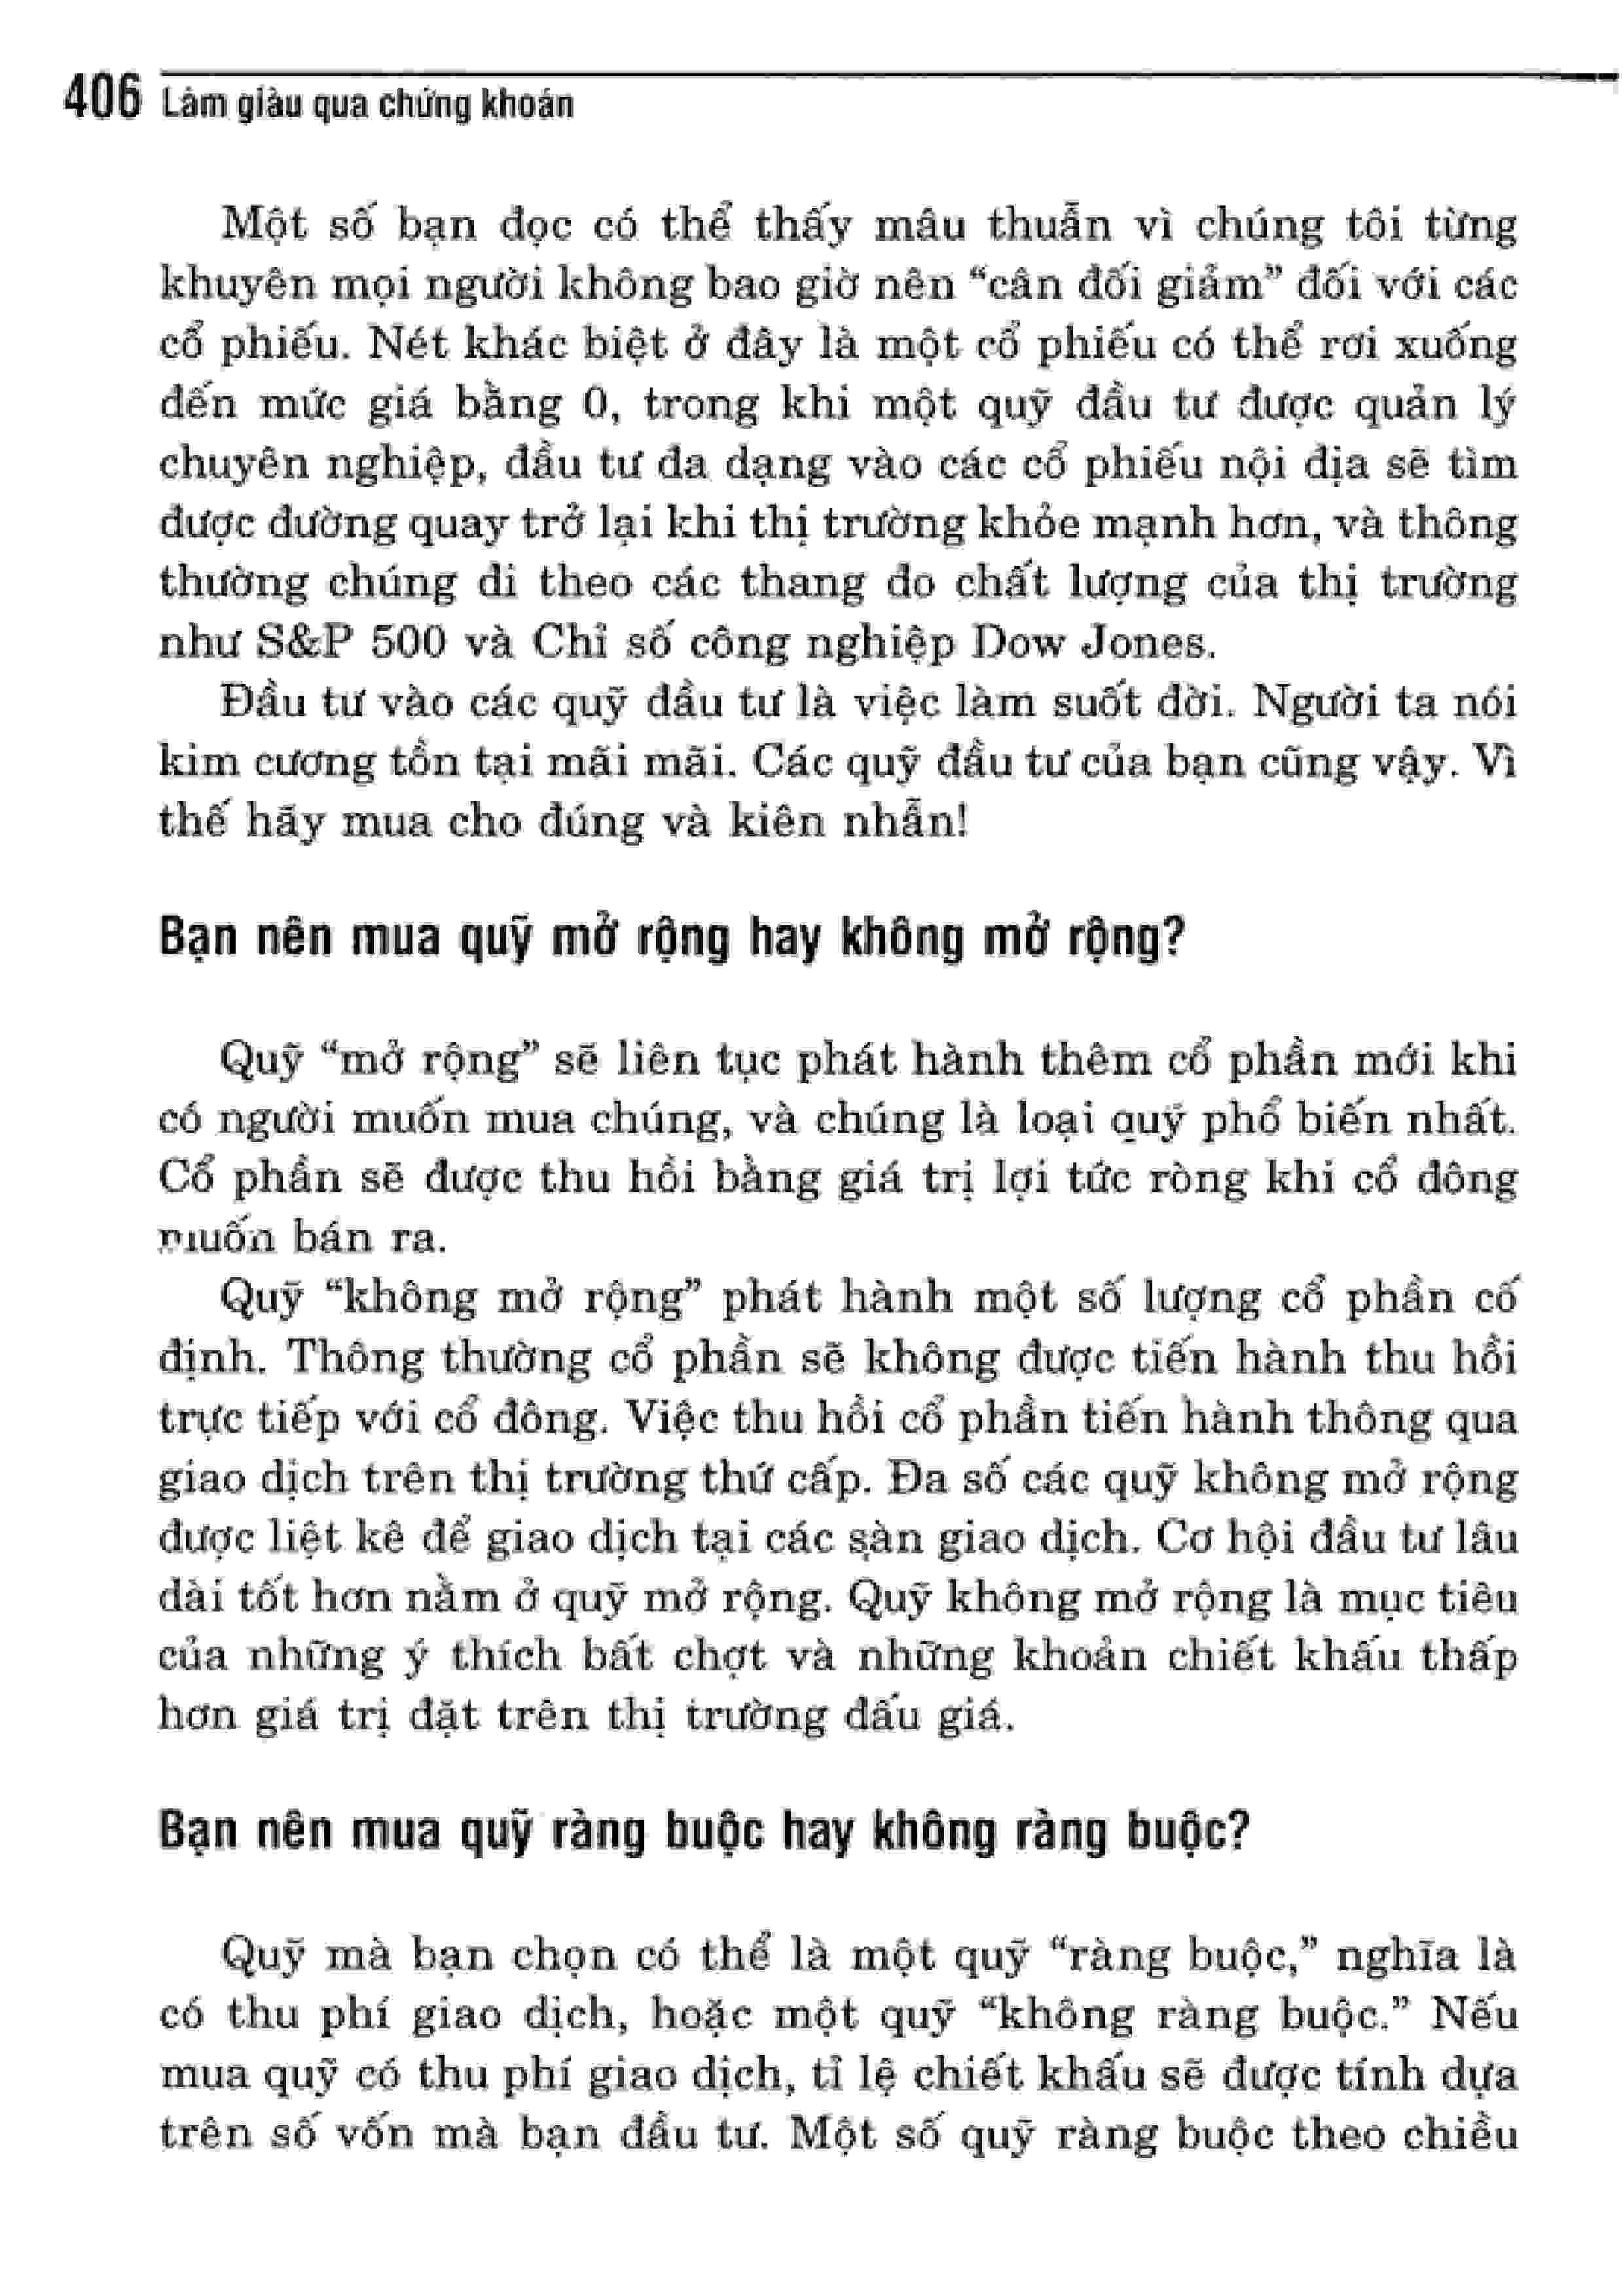 406 Làm giàu qua chứng khoán
Một số bạn đọc có thể thấy mâu thuẫn vì chúng tôi từng
khuyên mọi người không bao giờ nên “cân đối giảm” đối với các
cổ phiếu. Nét khác biệt ở đây là một cổ phiếu có thể rơi xuống
đến mức giá bằng 0, trong khi một quỹ đầu tư được quản lý
chuyên nghiệp, đầu tư đa dạng vào các cổ phiếu nội địa sẽ tìm
được đường quay trở lại khi thị trường khỏe mạnh hơn, và thông
thường chúng đi theo các thang đo chất lượng của thị trường
như S&P 500 và Chỉ số công nghiệp Dow Jones.
Đầu tư vào các quỹ đầu tư là việc làm suốt đời. Người ta nói
kim cương tồn tại mãi mãi. Các quỹ đầu tư của bạn cũng vậy. Vì
thế hãy mua cho đúng và kiên nhẫn!
Bạn nên mua quỹ mở rộng hay không mở rộng?
Quỹ “mở rộng” sẽ liên tục phát hành thêm cổ phần mới khi
có người muốn mua chúng, và chúng là loại quỹ phổ biến nhất.
Cổ phần sẽ được thu hồi bằng giá trị lợi tức ròng khi cổ đông
muốn bán ra.
Quỹ “không mở rộng” phát hành một số lượng cổ phần cố
định. Thông thường cổ phần sẽ không được tiến hành thu hồi
trực tiếp với cổ đông. Việc thu hồi cổ phần tiến hành thông qua
giao dịch trên thị trường thứ cấp. Đa số các quỹ không mở rộng
được liệt kê để giao dịch tại các sàn giao dịch. Cơ hội đầu tư lâu
dài tốt hơn nằm ở quỹ mở rộng. Quỹ không mở rộng là mục tiêu
của những ý thích bất chợt và những khoản chiết khấu thấp
hơn giá trị đặt trên thị trường đấu giá.
Bạn nên mua quỹ ràng buộc hay không ràng buộc?
Quỹ mà bạn chọn có thể là một quỹ “ràng buộc,” nghĩa là
có thu phí giao dịch, hoặc một quỹ “không ràng buộc.” Nếu
mua quỹ có thu phí giao dịch, tỉ lệ chiết khấu sẽ được tính dựa
trên số vốn mà bạn đầu tư. Một số quỹ ràng buộc theo chiều